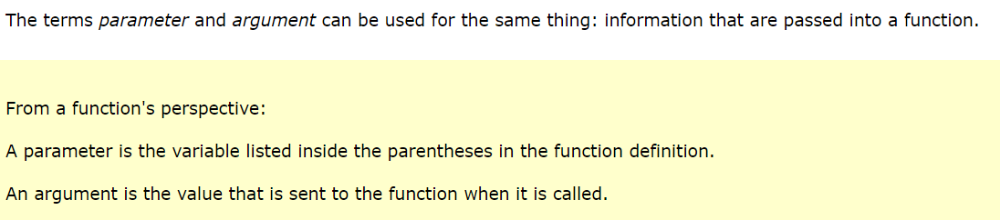 The terms parameter and argument can be used for the same thing: information that are passed into a function.
From a function's perspective:
A parameter is the variable listed inside the parentheses in the function definition.
An argument is the value that is sent to the function when it is called.